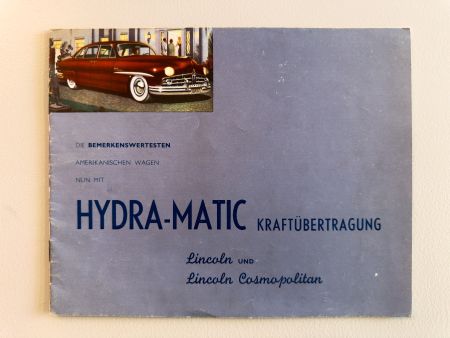 DIE BEMERKENSWERTESTEN
AMERIKANISCHEN WAGEN
NUN MIT
HYDRA-MATIC KRAFTÜBERTRAGUNG
Lincoln UND
Lincoln Cosmopolitan